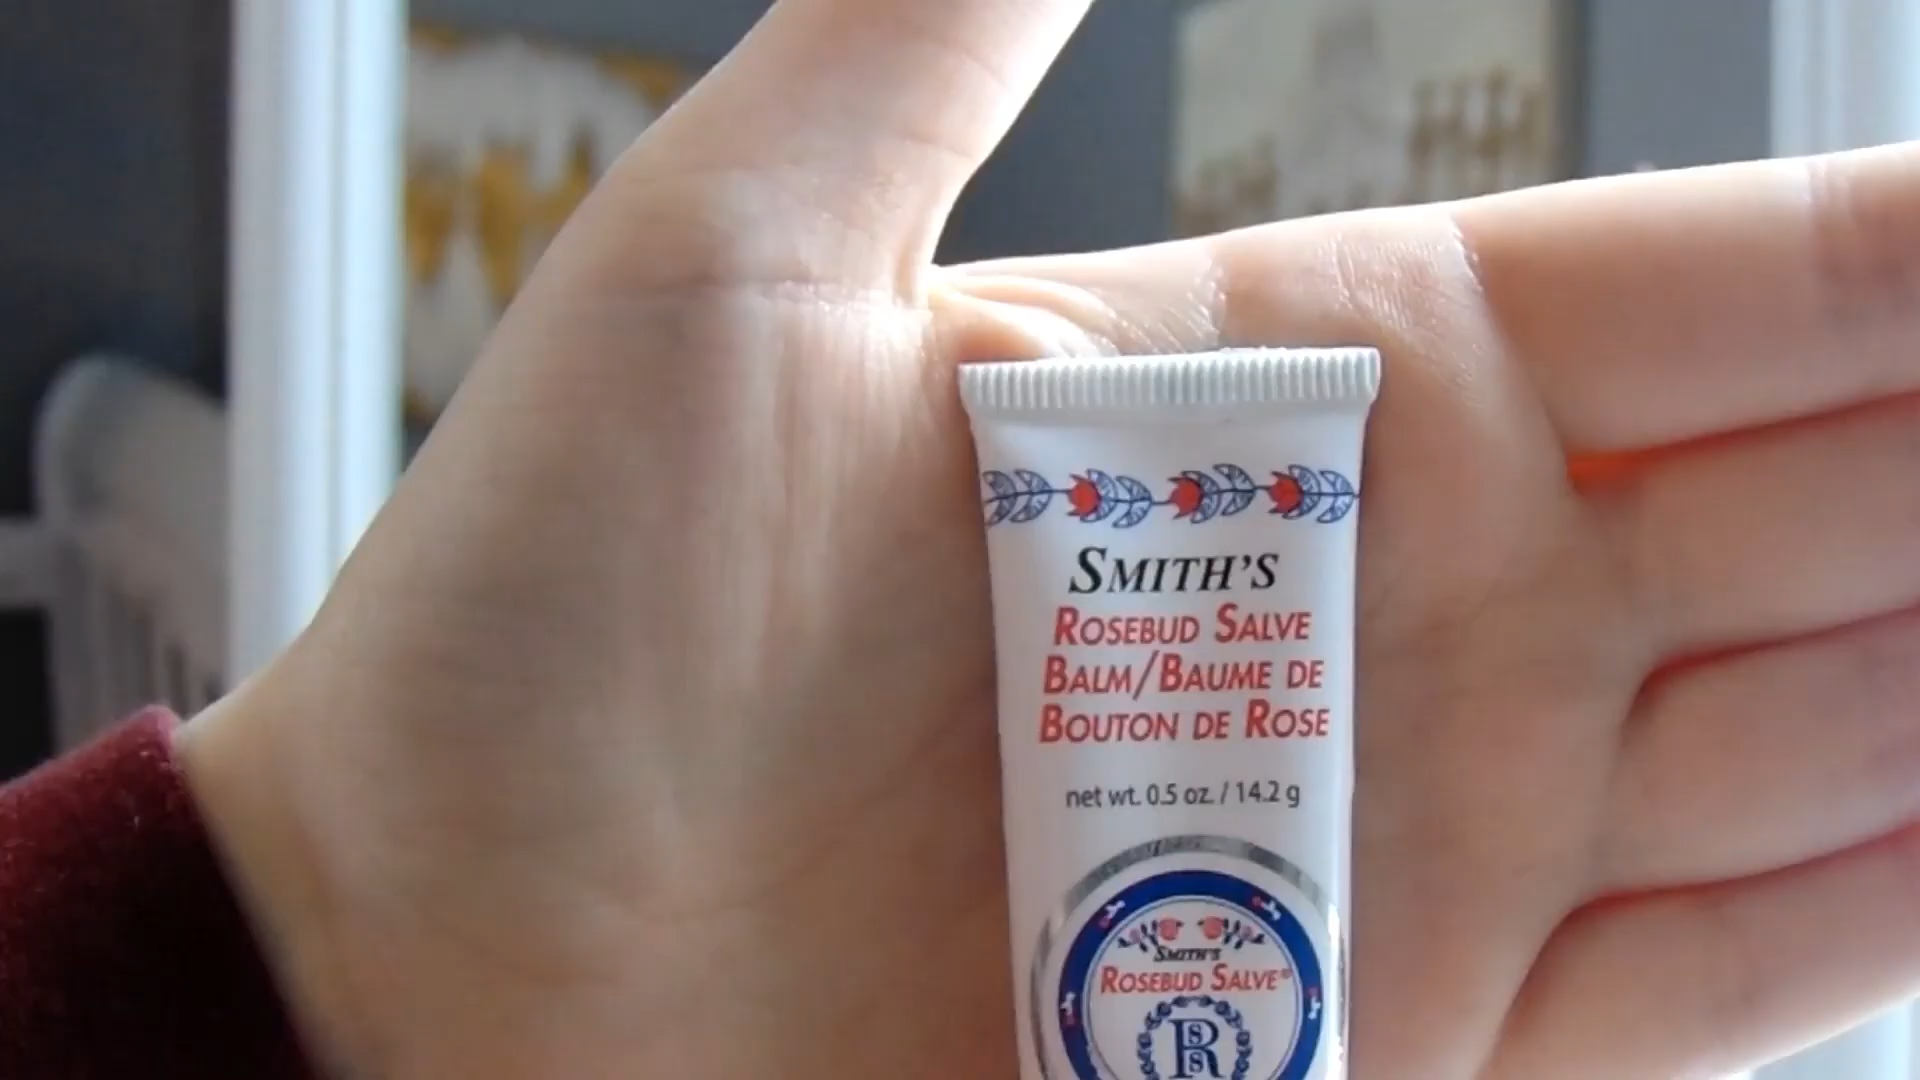 SMITH'S
ROSEBUD SALVE
BALM/BAUME DE
BOUTON DE ROSE
net wt. 0.5 oz. / 14.2 g
SMITH'S
ROSEBUD SALVE®
RS